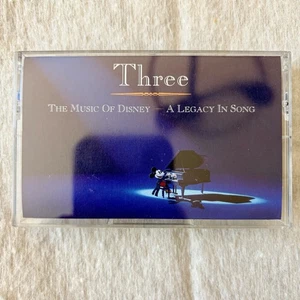 Three
THE MUSIC OF DISNEY — A LEGACY IN SONG